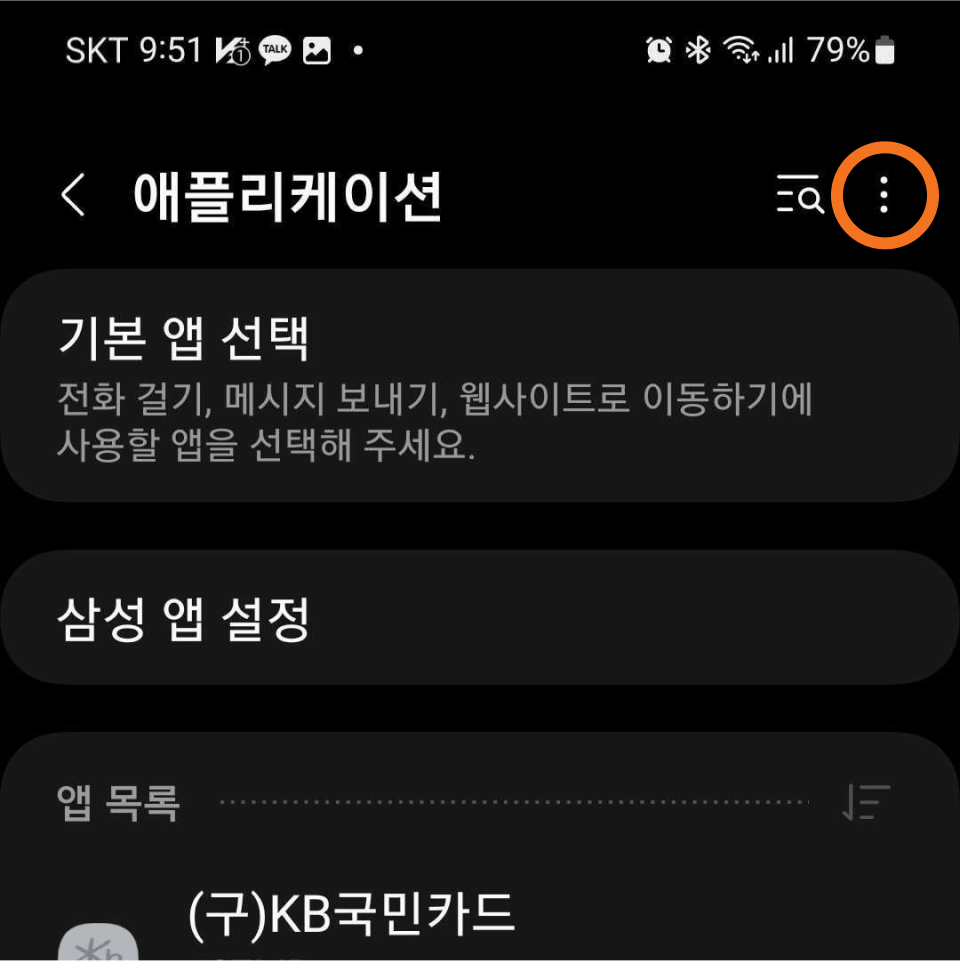 SKT 9:51
TALK
79%
애플리케이션
기본 앱 선택
전화 걸기, 메시지 보내기, 웹사이트로 이동하기에
사용할 앱을 선택해 주세요.
삼성 앱 설정
앱 목록
(구)KB국민카드